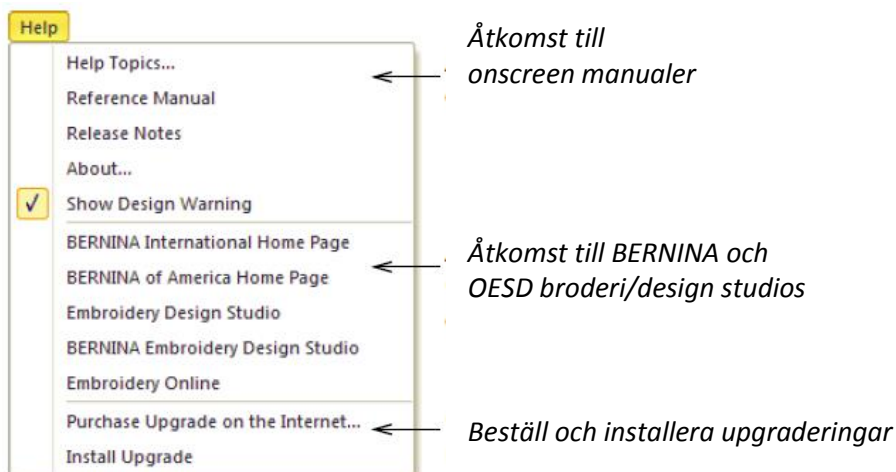 Help
Help Topics...
Reference Manual
Release Notes
About...
Show Design Warning
BERNINA International Home Page
BERNINA of America Home Page
Embroidery Design Studio
BERNINA Embroidery Design Studio
Embroidery Online
Purchase Upgrade on the Internet...
Install Upgrade
Åtkomst till
onscreen manualer
Åtkomst till BERNINA och
OESD broderi/design studios
Beställ och installera upgraderingar